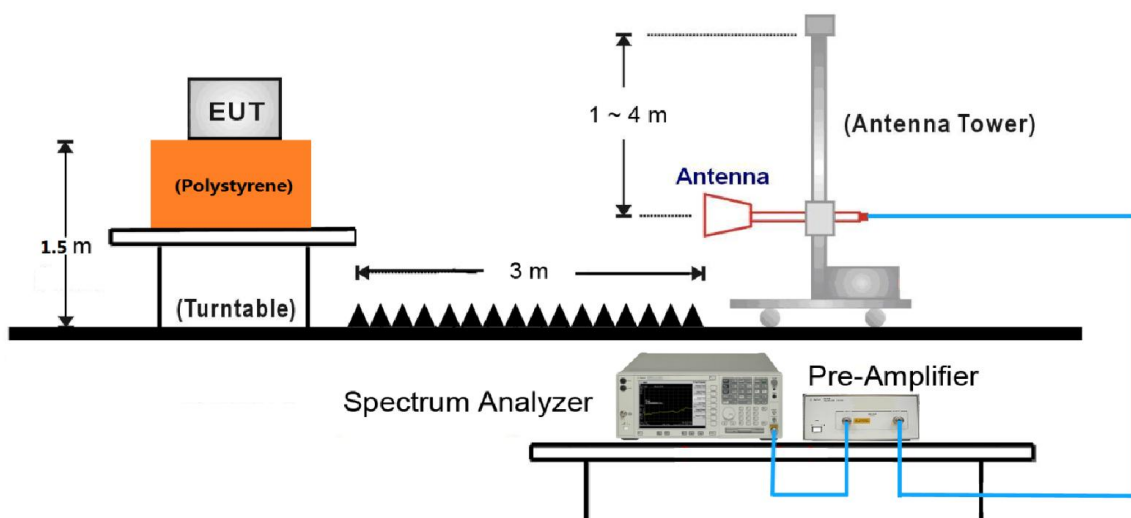 EUT
(Polystyrene)
1.5 m
(Turntable)
3 m
1 ~ 4 m
Antenna
(Antenna Tower)
Spectrum Analyzer
Pre-Amplifier